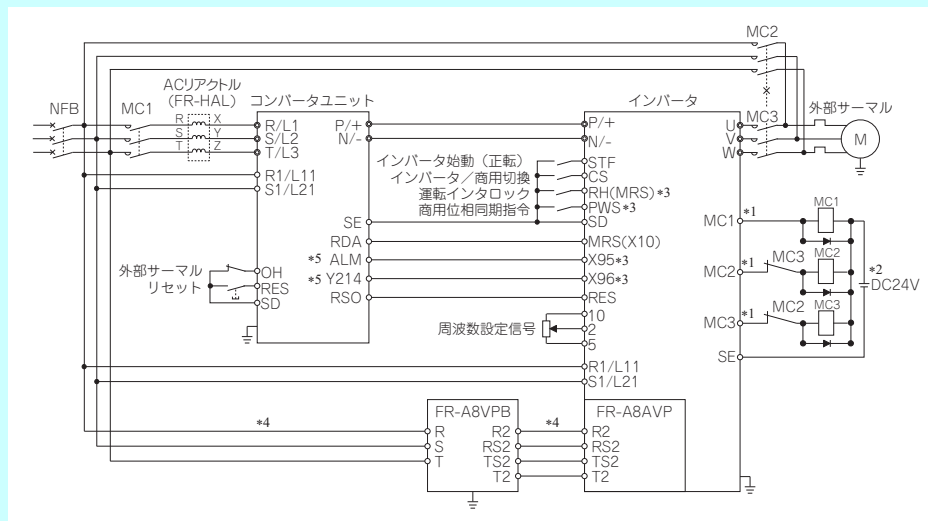 MC2
NFB
MC1
ACリアクトル
(FR-HAL)
R X
S Y
T Z
コンバータユニット
R/L1
S/L2
T/L3
R1/L11
S1/L21
P/+
N/-
SE
RDA
*5 ALM
*5 Y214
RSO
外部サーマル
リセット
OH
RES
SD
インバータ
P/+
N/-
インバータ始動（正転）
STF
インバータ／商用切換
CS
運転インタロック
RH(MRS)*3
商用位相同期指令
PWS*3
SD
MRS(X10)
X95*3
X96*3
RES
周波数設定信号
10
2
5
R1/L11
S1/L21
U
V
W
MC3
外部サーマル
M
MC1
*1
MC1
MC2
*1
MC3
MC2
*2
DC24V
MC3
*1
MC2
MC3
SE
*4
FR-A8VPB
R
S
T
R2
RS2
TS2
T2
*4
FR-A8AVP
R2
RS2
TS2
T2